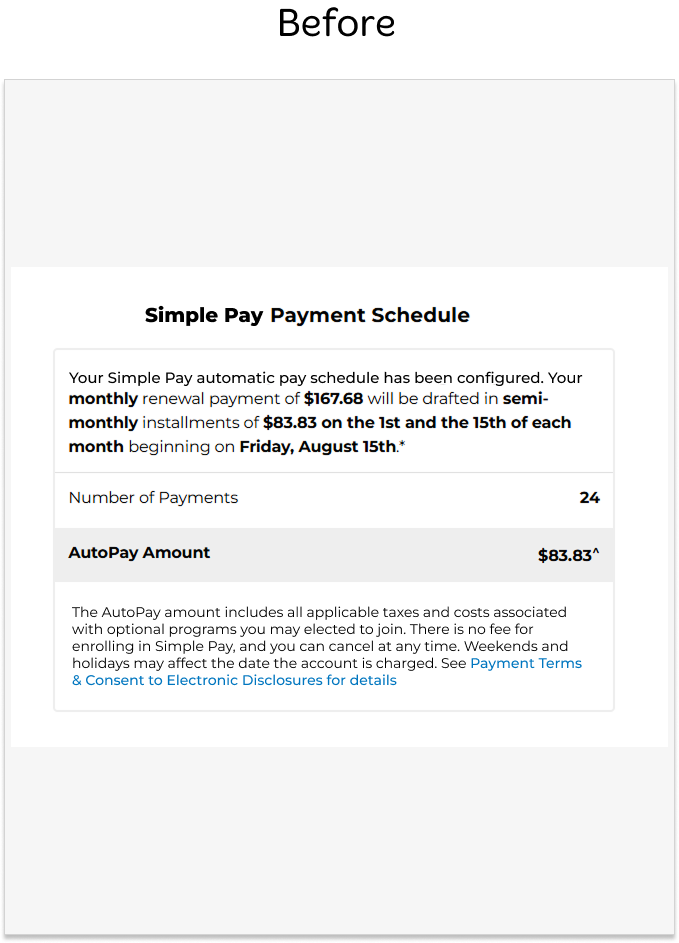 Before
Simple Pay Payment Schedule
Your Simple Pay automatic pay schedule has been configured. Your
monthly renewal payment of $167.68 will be drafted in semi-
monthly installments of $83.83 on the 1st and the 15th of each
month beginning on Friday, August 15th.*
Number of Payments 24
AutoPay Amount $83.83^
The AutoPay amount includes all applicable taxes and costs associated
with optional programs you may elected to join. There is no fee for
enrolling in Simple Pay, and you can cancel at any time. Weekends and
holidays may affect the date the account is charged. See Payment Terms
& Consent to Electronic Disclosures for details